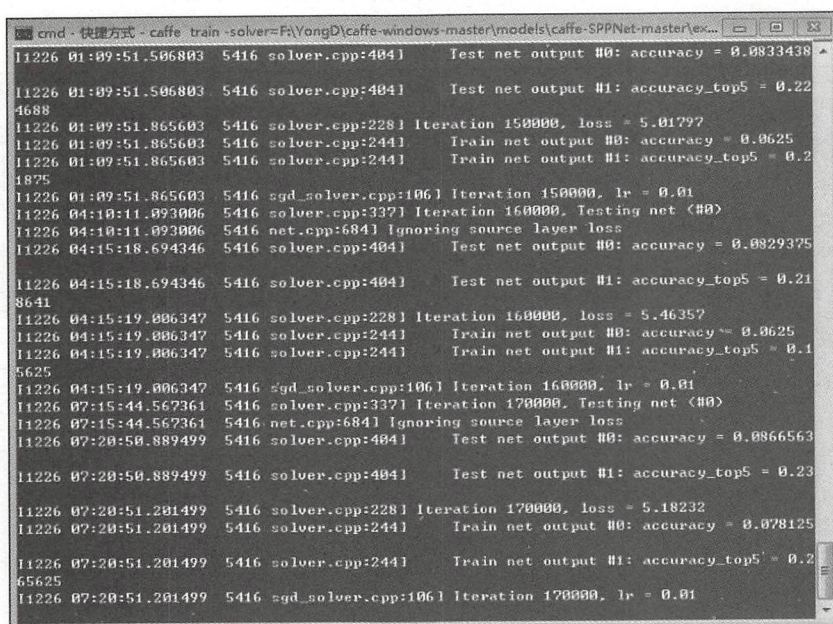 cmd - 快捷方式 - caffe train -solver=F:\YongD\caffe-windows-master\models\caffe-SPPNet-master\ex...
I1226 01:09:51.506803  5416 solver.cpp:404]     Test net output #0: accuracy = 0.0833438
I1226 01:09:51.506803  5416 solver.cpp:404]     Test net output #1: accuracy_top5 = 0.22
4688
I1226 01:09:51.865603  5416 solver.cpp:228] Iteration 150000, loss = 5.01797
I1226 01:09:51.865603  5416 solver.cpp:244]     Train net output #0: accuracy = 0.0625
I1226 01:09:51.865603  5416 solver.cpp:244]     Train net output #1: accuracy_top5 = 0.2
1875
I1226 01:09:51.865603  5416 sgd_solver.cpp:106] Iteration 150000, lr = 0.01
I1226 04:10:11.093006  5416 solver.cpp:337] Iteration 160000, Testing net (#0)
I1226 04:10:11.093006  5416 net.cpp:684] Ignoring source layer loss
I1226 04:15:18.694346  5416 solver.cpp:404]     Test net output #0: accuracy = 0.0829375
I1226 04:15:18.694346  5416 solver.cpp:404]     Test net output #1: accuracy_top5 = 0.21
8641
I1226 04:15:19.006347  5416 solver.cpp:228] Iteration 160000, loss = 5.46357
I1226 04:15:19.006347  5416 solver.cpp:244]     Train net output #0: accuracy = 0.0625
I1226 04:15:19.006347  5416 solver.cpp:244]     Train net output #1: accuracy_top5 = 0.1
5625
I1226 04:15:19.006347  5416 sgd_solver.cpp:106] Iteration 160000, lr = 0.01
I1226 07:15:44.567361  5416 solver.cpp:337] Iteration 170000, Testing net (#0)
I1226 07:15:44.567361  5416 net.cpp:684] Ignoring source layer loss
I1226 07:20:50.889499  5416 solver.cpp:404]     Test net output #0: accuracy = 0.0866563
I1226 07:20:50.889499  5416 solver.cpp:404]     Test net output #1: accuracy_top5 = 0.23
I1226 07:20:51.201499  5416 solver.cpp:228] Iteration 170000, loss = 5.18232
I1226 07:20:51.201499  5416 solver.cpp:244]     Train net output #0: accuracy = 0.078125
I1226 07:20:51.201499  5416 solver.cpp:244]     Train net output #1: accuracy_top5 = 0.2
65625
I1226 07:20:51.201499  5416 sgd_solver.cpp:106] Iteration 170000, lr = 0.01